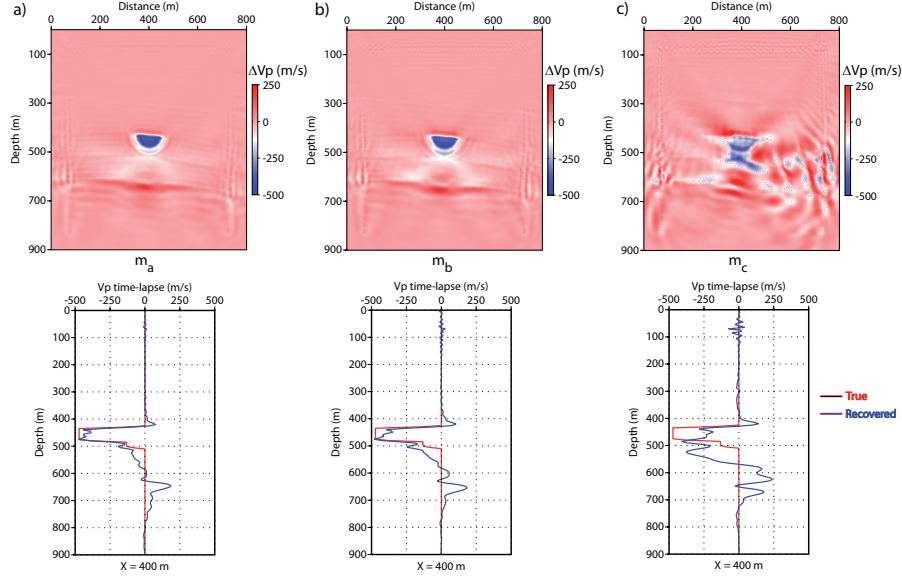 a)
Distance (m)
0 200 400 600 800
Depth (m)
100
300
500
700
900
ΔVp (m/s)
250
0
-250
-500
m_a
b)
Distance (m)
0 200 400 600 800
Depth (m)
100
300
500
700
900
ΔVp (m/s)
250
0
-250
-500
m_b
c)
Distance (m)
0 200 400 600 800
Depth (m)
100
300
500
700
900
ΔVp (m/s)
250
0
-250
-500
m_c
Vp time-lapse (m/s)
-500 -250 0 250 500
Depth (m)
0
100
200
300
400
500
600
700
800
900
X = 400 m
Vp time-lapse (m/s)
-500 -250 0 250 500
Depth (m)
0
100
200
300
400
500
600
700
800
900
X = 400 m
Vp time-lapse (m/s)
-500 -250 0 250 500
Depth (m)
0
100
200
300
400
500
600
700
800
900
X = 400 m
True
Recovered